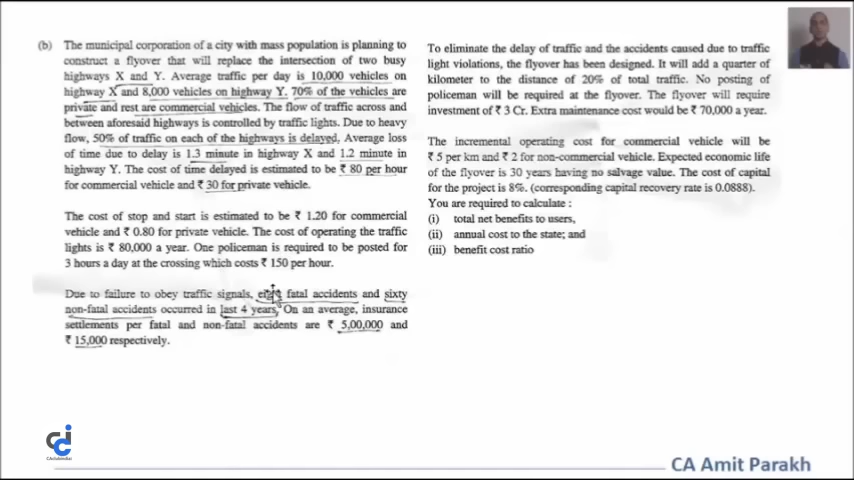 (b) The municipal corporation of a city with mass population is planning to
construct a flyover that will replace the intersection of two busy
highways X and Y. Average traffic per day is 10,000 vehicles on
highway X and 8,000 vehicles on highway Y. 70% of the vehicles are
private and rest are commercial vehicles. The flow of traffic across and
between aforesaid highways is controlled by traffic lights. Due to heavy
flow, 50% of traffic on each of the highways is delayed. Average loss
of time due to delay is 1.3 minute in highway X and 1.2 minute in
highway Y. The cost of time delayed is estimated to be ₹ 80 per hour
for commercial vehicle and ₹ 30 for private vehicle.
The cost of stop and start is estimated to be ₹ 1.20 for commercial
vehicle and ₹ 0.80 for private vehicle. The cost of operating the traffic
lights is ₹ 80,000 a year. One policeman is required to be posted for
3 hours a day at the crossing which costs ₹ 150 per hour.
Due to failure to obey traffic signals, eight fatal accidents and sixty
non-fatal accidents occurred in last 4 years. On an average, insurance
settlements per fatal and non-fatal accidents are ₹ 5,00,000 and
₹ 15,000 respectively.
To eliminate the delay of traffic and the accidents caused due to traffic
light violations, the flyover has been designed. It will add a quarter of
kilometer to the distance of 20% of total traffic. No posting of
policeman will be required at the flyover. The flyover will require
investment of ₹ 3 Cr. Extra maintenance cost would be ₹ 70,000 a year.
The incremental operating cost for commercial vehicle will be
₹ 5 per km and ₹ 2 for non-commercial vehicle. Expected economic life
of the flyover is 30 years having no salvage value. The cost of capital
for the project is 8%. (corresponding capital recovery rate is 0.0888).
You are required to calculate :
(i) total net benefits to users,
(ii) annual cost to the state; and
(iii) benefit cost ratio
CA Amit Parakh